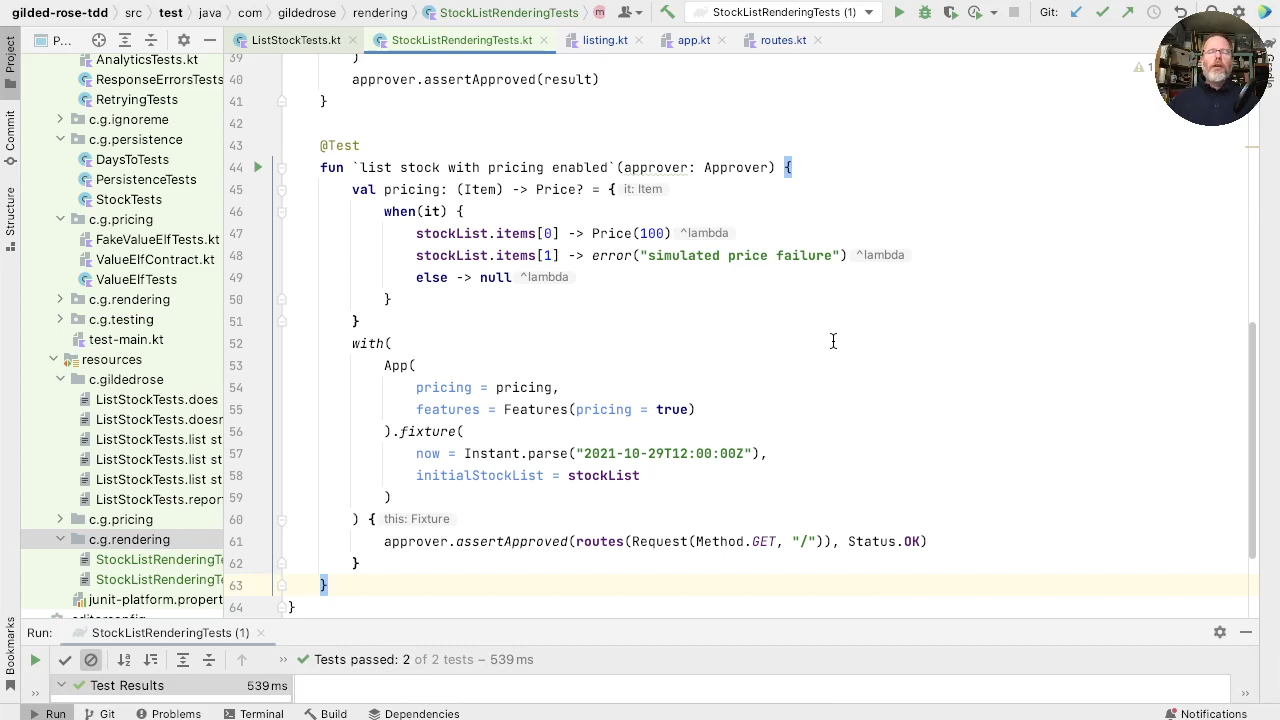 gilded-rose-tdd › src › test › java › com › gildedrose › rendering › StockListRenderingTests
StockListRenderingTests (1)
Git:
Project
P...
ListStockTests.kt
StockListRenderingTests.kt
listing.kt
app.kt
routes.kt
AnalyticsTests.kt
ResponseErrorsTests
RetryingTests
c.g.ignoreme
c.g.persistence
DaysToTests
PersistenceTests
StockTests
c.g.pricing
FakeValueElfTests.kt
ValueElfContract.kt
ValueElfTests
c.g.rendering
c.g.testing
test-main.kt
resources
c.gildedrose
ListStockTests.does
ListStockTests.doesr
ListStockTests.list st
ListStockTests.list st
ListStockTests.list st
ListStockTests.repor
c.g.pricing
c.g.rendering
StockListRenderingTe
StockListRenderingTe
junit-platform.propert
Commit
Structure
Bookmarks
39 )
40 approver.assertApproved(result)
41 }
42
43 @Test
44 fun `list stock with pricing enabled`(approver: Approver) {
45 val pricing: (Item) -> Price? = { it: Item
46 when(it) {
47 stockList.items[0] -> Price(100) ^lambda
48 stockList.items[1] -> error("simulated price failure") ^lambda
49 else -> null ^lambda
50 }
51 }
52 with(
53 App(
54 pricing = pricing,
55 features = Features(pricing = true)
56 ).fixture(
57 now = Instant.parse("2021-10-29T12:00:00Z"),
58 initialStockList = stockList
59 )
60 ) { this: Fixture
61 approver.assertApproved(routes(Request(Method.GET, "/")), Status.OK)
62 }
63 }
64 }
1
Run: StockListRenderingTests (1)
Tests passed: 2 of 2 tests – 539 ms
Test Results 539 ms
Run
Git
Problems
Terminal
Build
Dependencies
Notifications